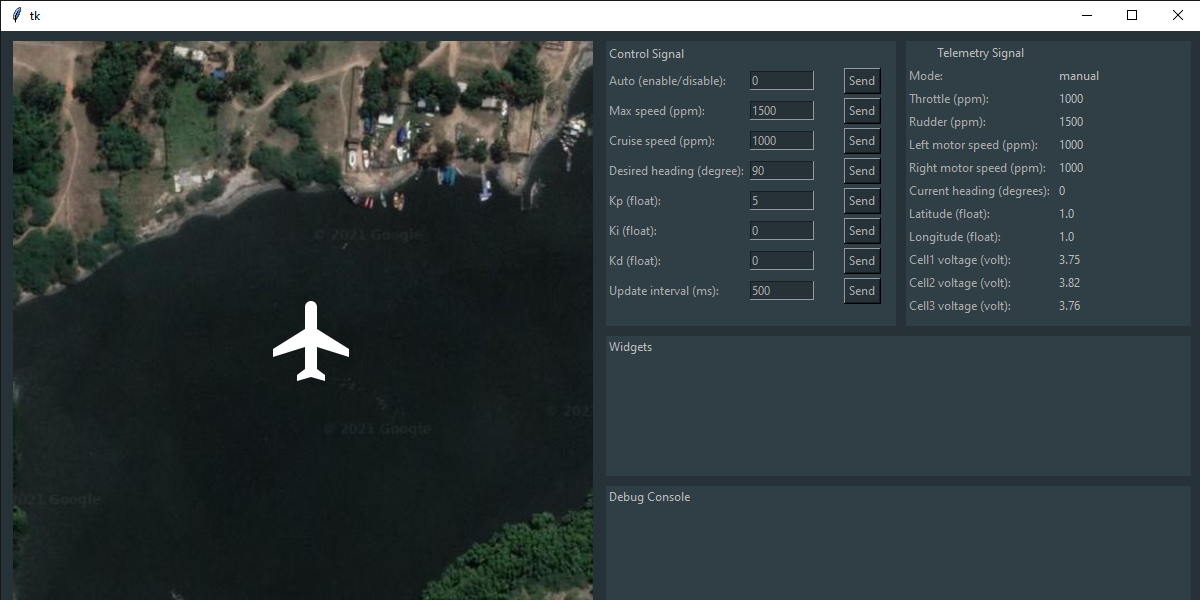 tk
Control Signal
Auto (enable/disable): 0 Send
Max speed (ppm): 1500 Send
Cruise speed (ppm): 1000 Send
Desired heading (degree): 90 Send
Kp (float): 5 Send
Ki (float): 0 Send
Kd (float): 0 Send
Update interval (ms): 500 Send
Telemetry Signal
Mode: manual
Throttle (ppm): 1000
Rudder (ppm): 1500
Left motor speed (ppm): 1000
Right motor speed (ppm): 1000
Current heading (degrees): 0
Latitude (float): 1.0
Longitude (float): 1.0
Cell1 voltage (volt): 3.75
Cell2 voltage (volt): 3.82
Cell3 voltage (volt): 3.76
Widgets
Debug Console
© 2021 Google
© 202
© 2021 Google
2021 Google